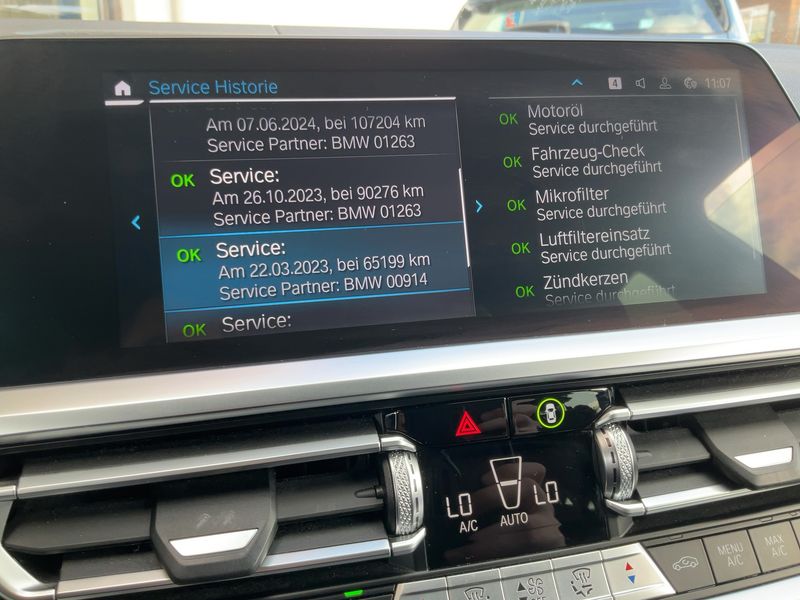 Service Historie
4
11:07
Am 07.06.2024, bei 107204 km
Service Partner: BMW 01263
OK Service:
Am 26.10.2023, bei 90276 km
Service Partner: BMW 01263
OK Service:
Am 22.03.2023, bei 65199 km
Service Partner: BMW 00914
OK Service:
OK Motoröl
Service durchgeführt
OK Fahrzeug-Check
Service durchgeführt
OK Mikrofilter
Service durchgeführt
OK Luftfiltereinsatz
Service durchgeführt
OK Zündkerzen
Service durchgeführt
LO LO
A/C AUTO
MENU
A/C
MAX
A/C